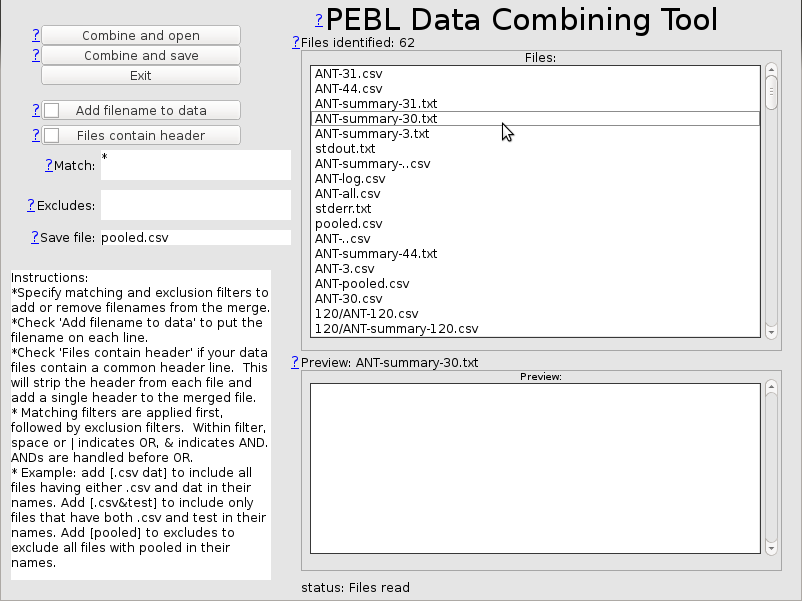 ?PEBL Data Combining Tool
? Combine and open
? Combine and save
Exit
? Add filename to data
? Files contain header
?Match: *
?Excludes:
?Save file: pooled.csv
Instructions:
*Specify matching and exclusion filters to
add or remove filenames from the merge.
*Check 'Add filename to data' to put the
filename on each line.
*Check 'Files contain header' if your data
files contain a common header line.  This
will strip the header from each file and
add a single header to the merged file.
* Matching filters are applied first,
followed by exclusion filters.  Within filter,
space or | indicates OR, & indicates AND.
ANDs are handled before OR.
* Example: add [.csv dat] to include all
files having either .csv and dat in their
names. Add [.csv&test] to include only
files that have both .csv and test in their
names. Add [pooled] to excludes to
exclude all files with pooled in their
names.
?Files identified: 62
Files:
ANT-31.csv
ANT-44.csv
ANT-summary-31.txt
ANT-summary-30.txt
ANT-summary-3.txt
stdout.txt
ANT-summary-..csv
ANT-log.csv
ANT-all.csv
stderr.txt
pooled.csv
ANT-..csv
ANT-summary-44.txt
ANT-3.csv
ANT-pooled.csv
ANT-30.csv
120/ANT-120.csv
120/ANT-summary-120.csv
?Preview: ANT-summary-30.txt
Preview:
status: Files read